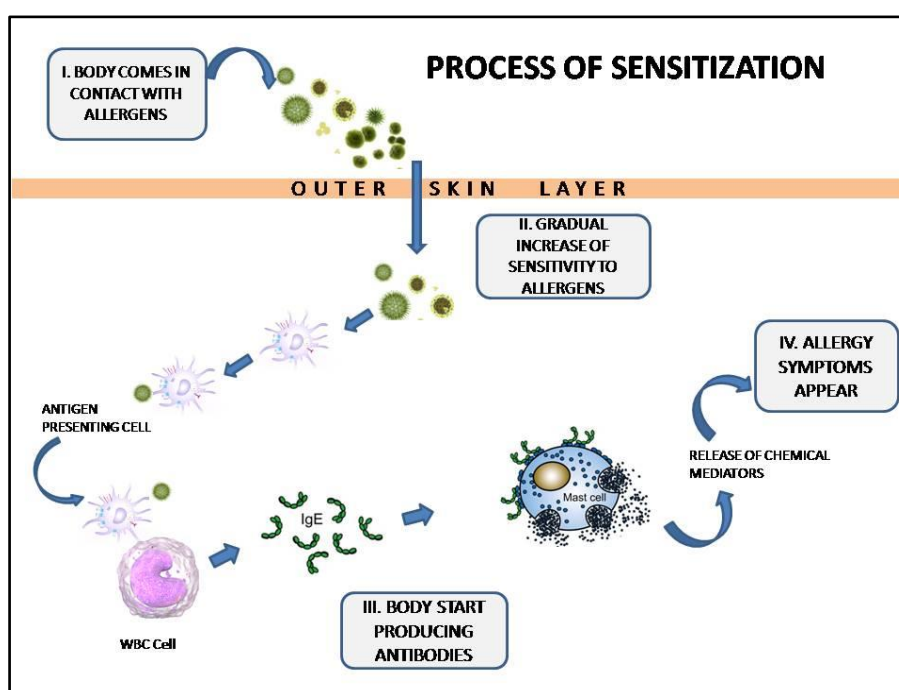 PROCESS OF SENSITIZATION
I. BODY COMES IN
CONTACT WITH
ALLERGENS
OUTER SKIN LAYER
II. GRADUAL
INCREASE OF
SENSITIVITY TO
ALLERGENS
ANTIGEN
PRESENTING CELL
WBC Cell
IgE
III. BODY START
PRODUCING
ANTIBODIES
Mast cell
RELEASE OF CHEMICAL
MEDIATORS
IV. ALLERGY
SYMPTOMS
APPEAR